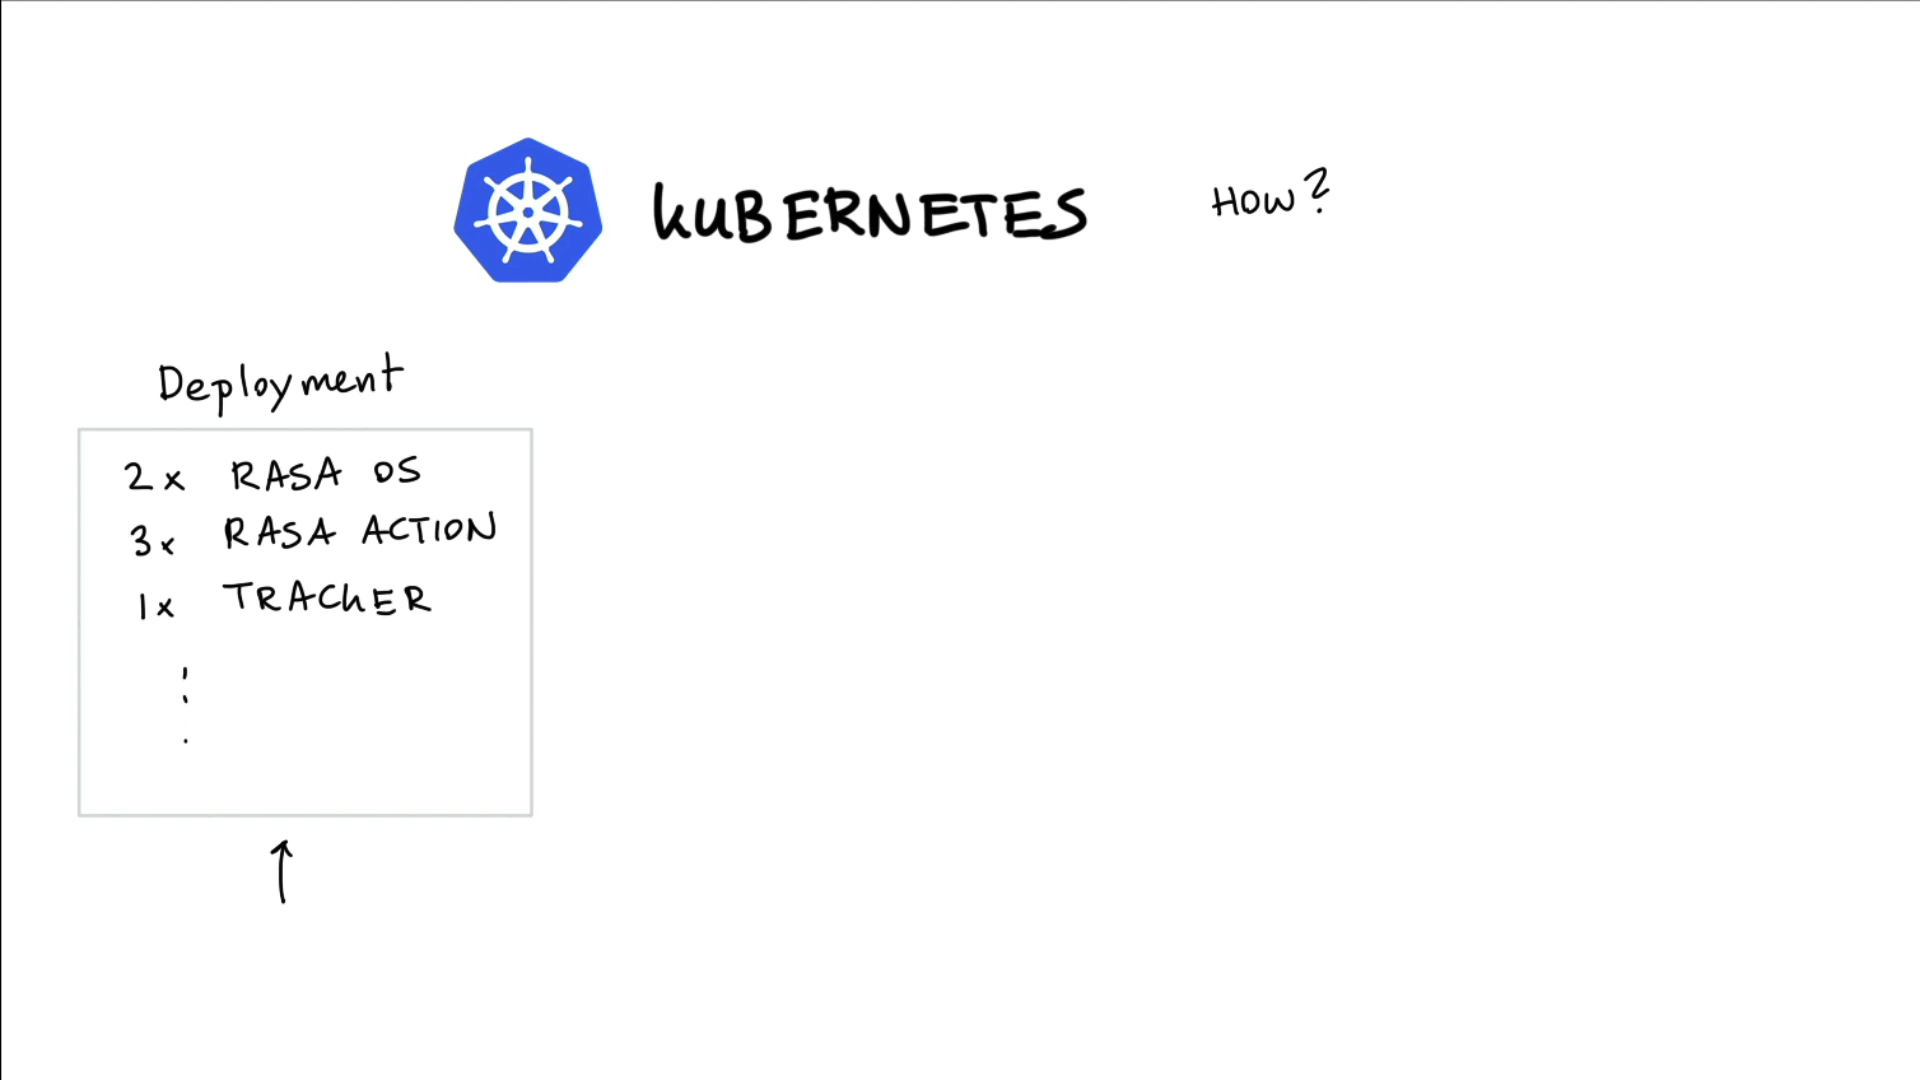 KUBERNETES How?
Deployment
2x RASA OS
3x RASA ACTION
1x TRACKER